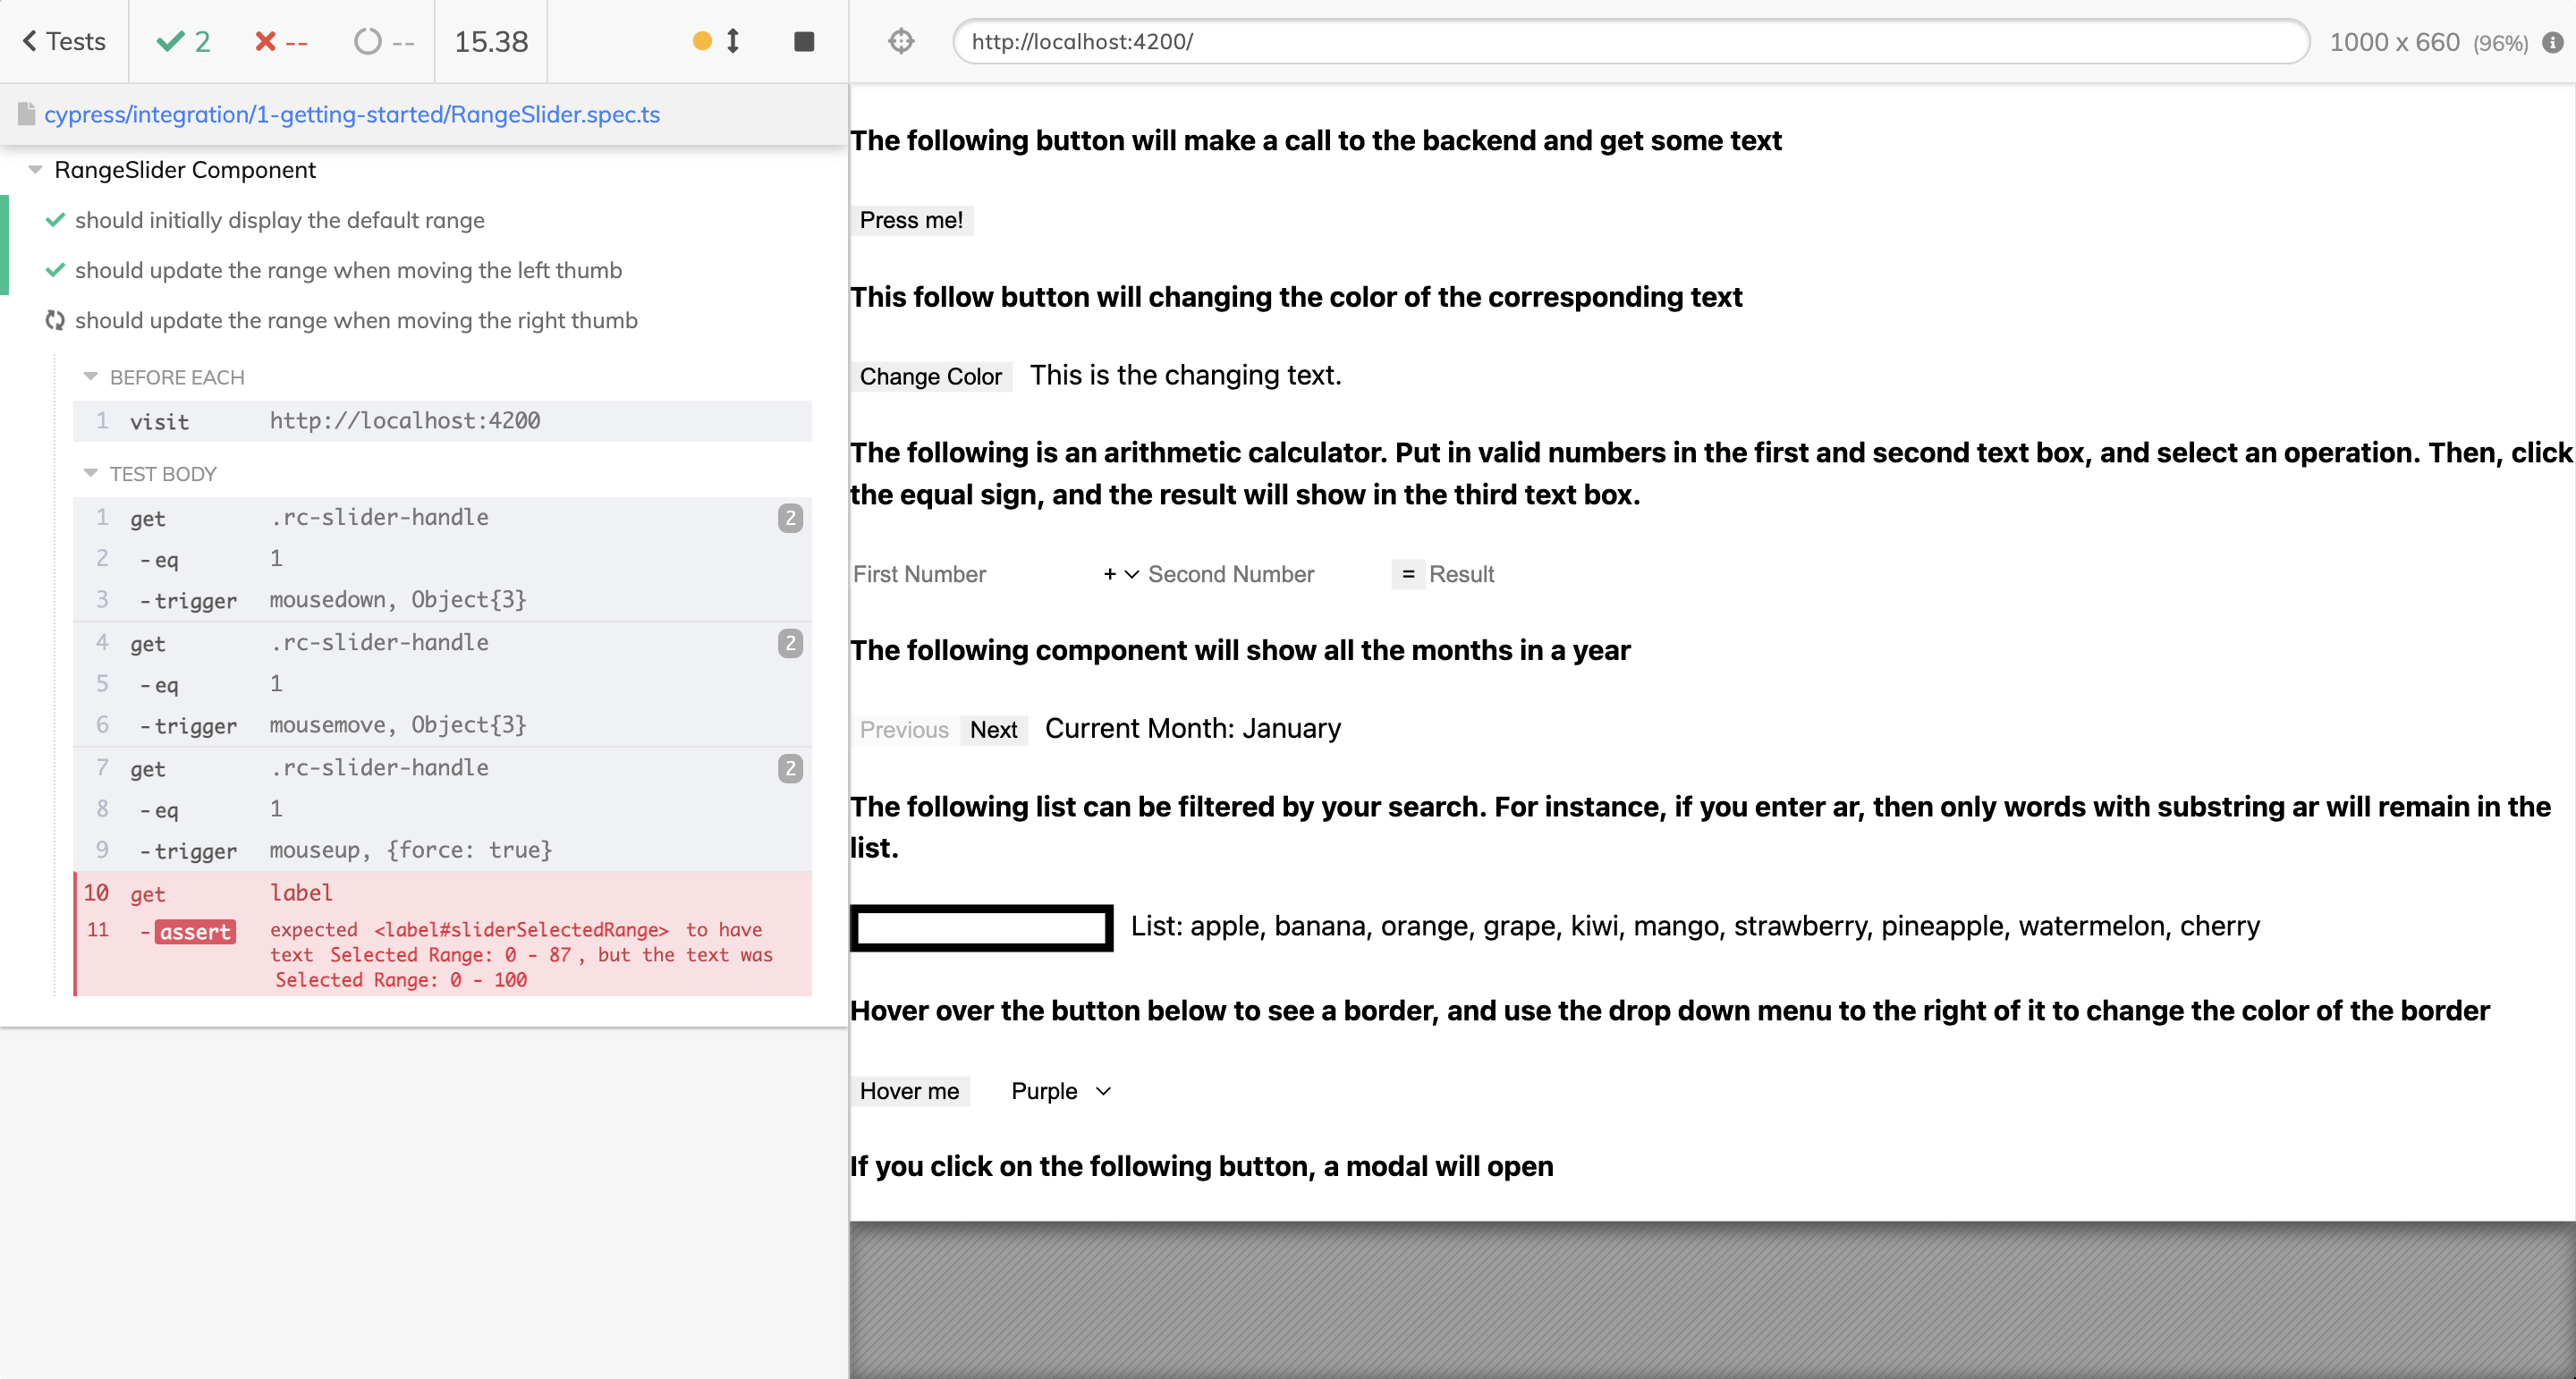 Tests 2 -- -- 15.38
http://localhost:4200/ 1000 x 660 (96%)
cypress/integration/1-getting-started/RangeSlider.spec.ts
RangeSlider Component
should initially display the default range
should update the range when moving the left thumb
should update the range when moving the right thumb
BEFORE EACH
1 visit http://localhost:4200
TEST BODY
1 get .rc-slider-handle 2
2 -eq 1
3 -trigger mousedown, Object{3}
4 get .rc-slider-handle 2
5 -eq 1
6 -trigger mousemove, Object{3}
7 get .rc-slider-handle 2
8 -eq 1
9 -trigger mouseup, {force: true}
10 get label
11 -assert expected <label#sliderSelectedRange> to have
text Selected Range: 0 - 87, but the text was
Selected Range: 0 - 100
The following button will make a call to the backend and get some text
Press me!
This follow button will changing the color of the corresponding text
Change Color This is the changing text.
The following is an arithmetic calculator. Put in valid numbers in the first and second text box, and select an operation. Then, click
the equal sign, and the result will show in the third text box.
First Number + Second Number = Result
The following component will show all the months in a year
Previous Next Current Month: January
The following list can be filtered by your search. For instance, if you enter ar, then only words with substring ar will remain in the
list.
List: apple, banana, orange, grape, kiwi, mango, strawberry, pineapple, watermelon, cherry
Hover over the button below to see a border, and use the drop down menu to the right of it to change the color of the border
Hover me Purple
If you click on the following button, a modal will open